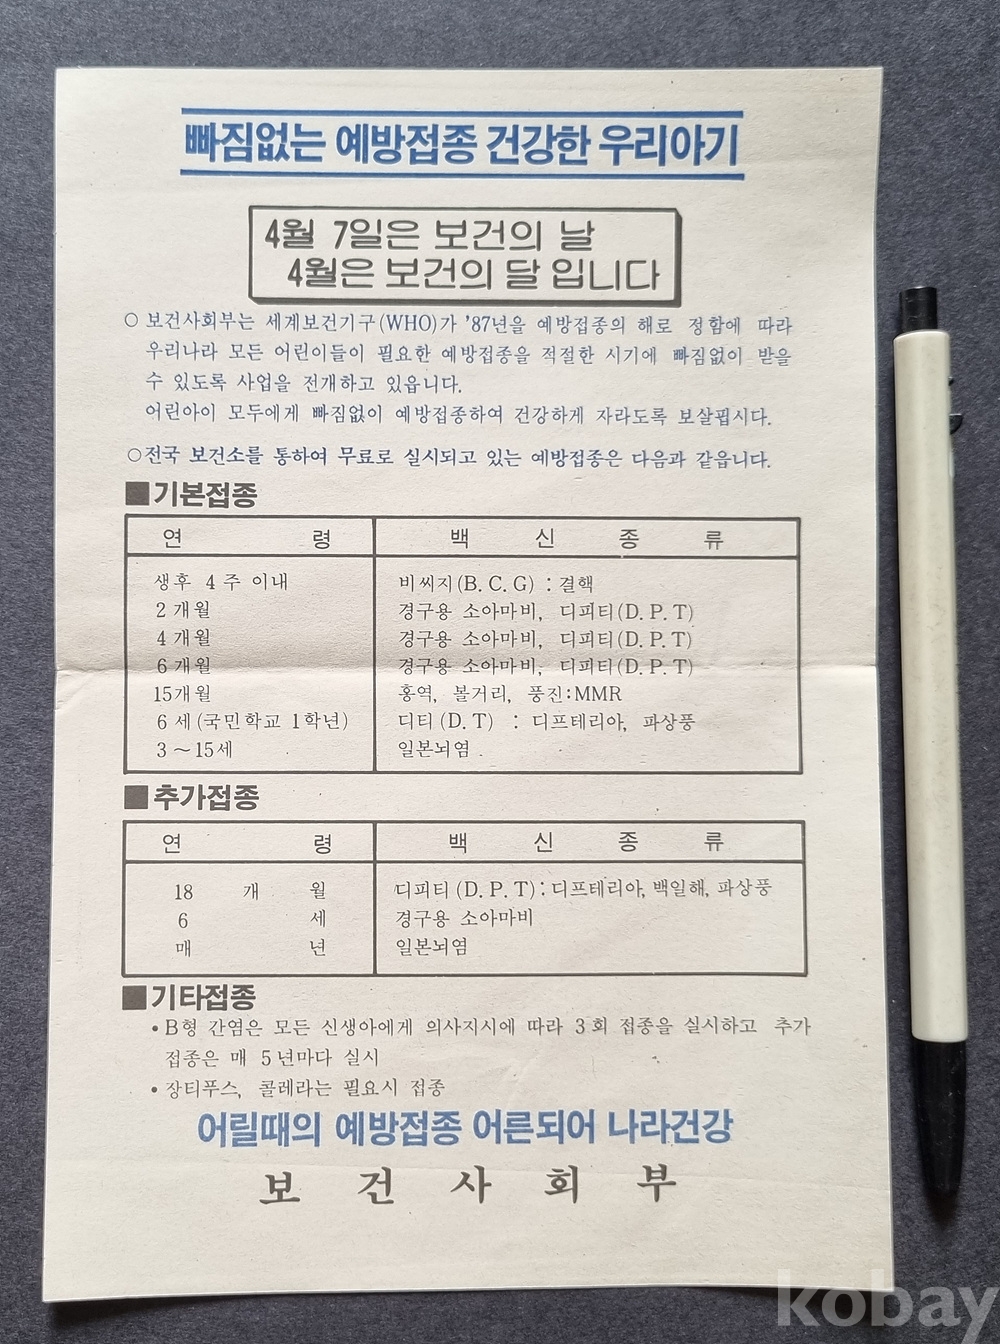 빠짐없는 예방접종 건강한 우리아기
4월 7일은 보건의 날
4월은 보건의 달 입니다
○ 보건사회부는 세계보건기구(WHO)가 '87년을 예방접종의 해로 정함에 따라
우리나라 모든 어린이들이 필요한 예방접종을 적절한 시기에 빠짐없이 받을
수 있도록 사업을 전개하고 있읍니다.
어린아이 모두에게 빠짐없이 예방접종하여 건강하게 자라도록 보살핍시다.
○전국 보건소를 통하여 무료로 실시되고 있는 예방접종은 다음과 같읍니다.
■기본접종
연 령 백 신 종 류
생후 4주 이내 비씨지(B.C.G) : 결핵
2개월 경구용 소아마비, 디피티(D.P.T)
4개월 경구용 소아마비, 디피티(D.P.T)
6개월 경구용 소아마비, 디피티(D.P.T)
15개월 홍역, 볼거리, 풍진:MMR
6세(국민학교 1학년) 디티(D.T) : 디프테리아, 파상풍
3~15세 일본뇌염
■추가접종
연 령 백 신 종 류
18 개 월 디피티(D.P.T):디프테리아, 백일해, 파상풍
6 세 경구용 소아마비
매 년 일본뇌염
■기타접종
•B형 간염은 모든 신생아에게 의사지시에 따라 3회 접종을 실시하고 추가
접종은 매 5년마다 실시
•장티푸스, 콜레라는 필요시 접종
어릴때의 예방접종 어른되어 나라건강
보 건 사 회 부
kobay